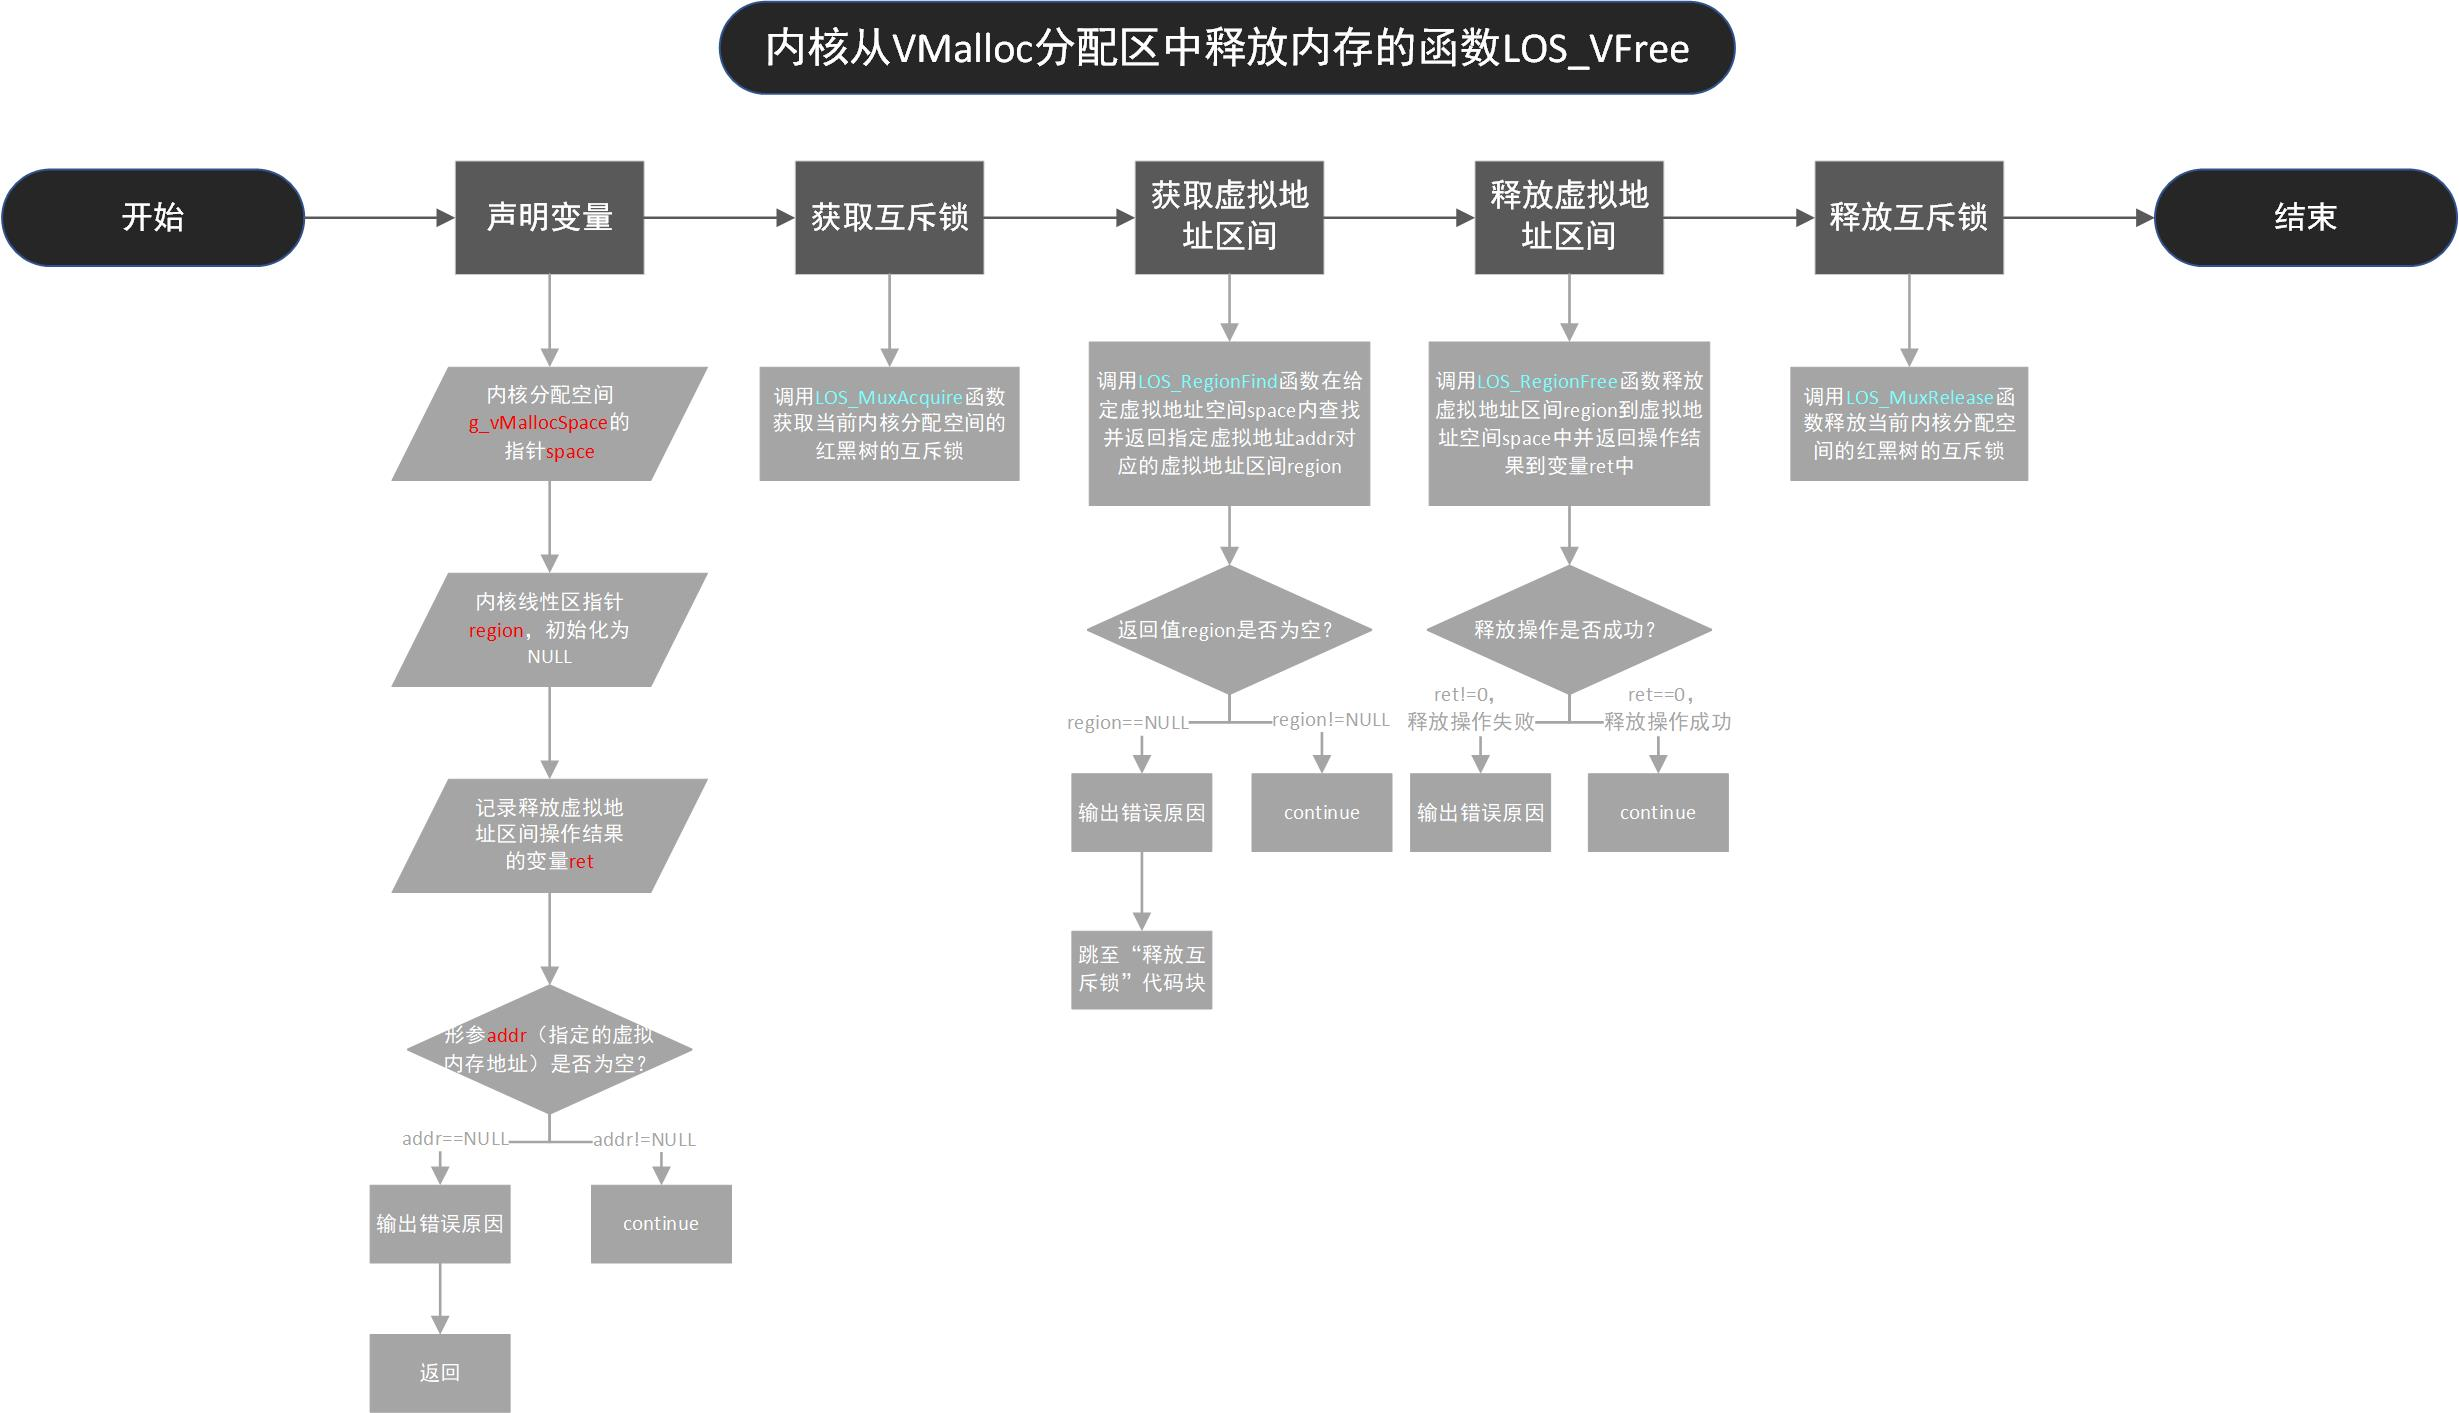 内核从VMalloc分配区中释放内存的函数LOS_VFree
开始
声明变量
获取互斥锁
获取虚拟地
址区间
释放虚拟地
址区间
释放互斥锁
结束
内核分配空间
g_vMallocSpace的
指针space
内核线性区指针
region，初始化为
NULL
记录释放虚拟地
址区间操作结果
的变量ret
形参addr（指定的虚拟
内存地址）是否为空？
addr==NULL
addr!=NULL
输出错误原因
continue
返回
调用LOS_MuxAcquire函数
获取当前内核分配空间的
红黑树的互斥锁
调用LOS_RegionFind函数在给
定虚拟地址空间space内查找
并返回指定虚拟地址addr对
应的虚拟地址区间region
返回值region是否为空？
region==NULL
region!=NULL
输出错误原因
continue
跳至“释放互
斥锁”代码块
调用LOS_RegionFree函数释放
虚拟地址区间region到虚拟地
址空间space中并返回操作结
果到变量ret中
释放操作是否成功？
ret!=0，
释放操作失败
ret==0，
释放操作成功
输出错误原因
continue
调用LOS_MuxRelease函
数释放当前内核分配空
间的红黑树的互斥锁